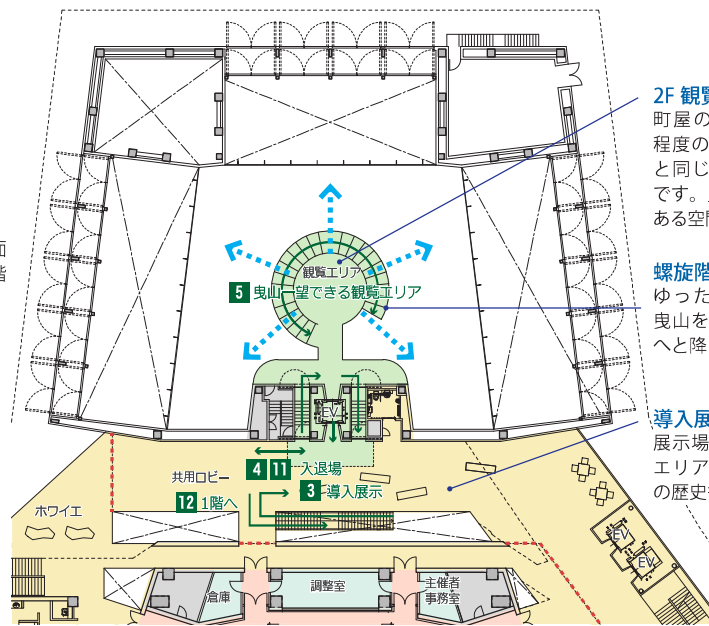 2F 観覧
町屋の
程度の
と同じ
です。
ある空間
面
階
観覧エリア
5 曳山一望できる観覧エリア
螺旋階
ゆった
曳山を
へと降
EV
導入展
展示場
エリア
の歴史
4 11 入退場
共用ロビー
3 導入展示
12 1階へ
ホワイエ
EV
EV
倉庫
調整室
主催者
事務室